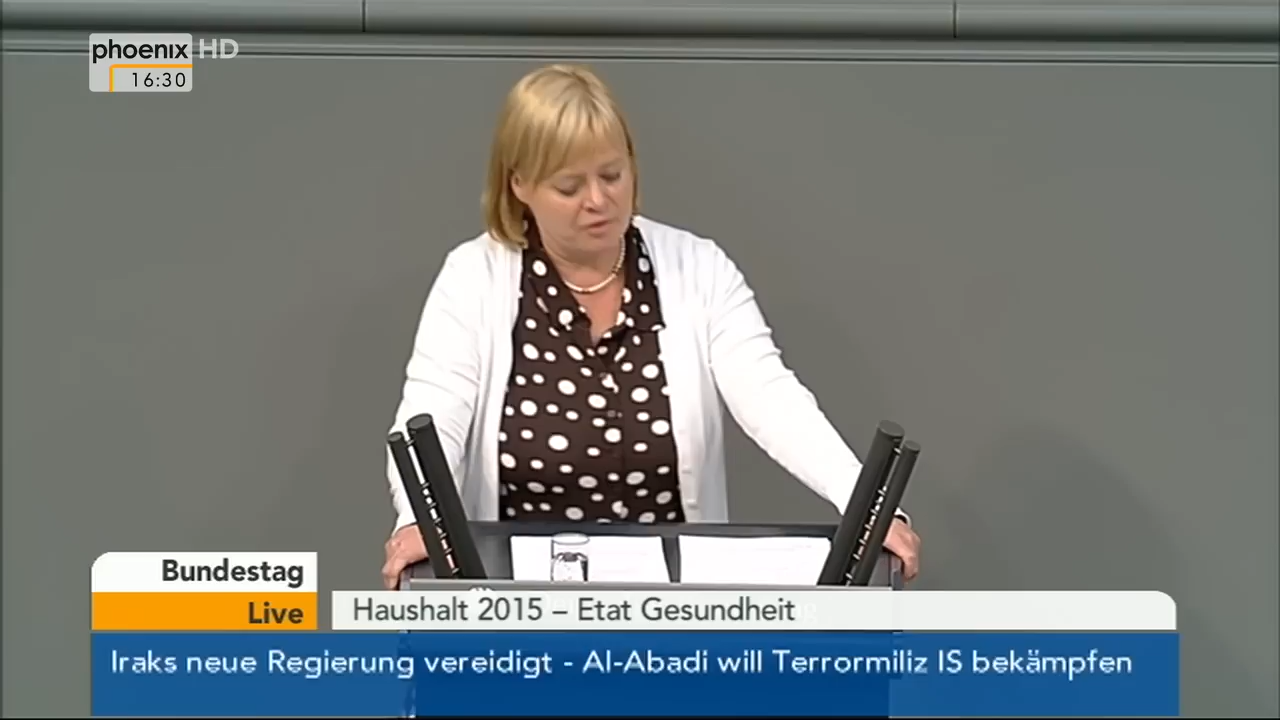 phoenix HD
16:30
Bundestag
Live
Haushalt 2015 – Etat Gesundheit
Iraks neue Regierung vereidigt - Al-Abadi will Terrormiliz IS bekämpfen